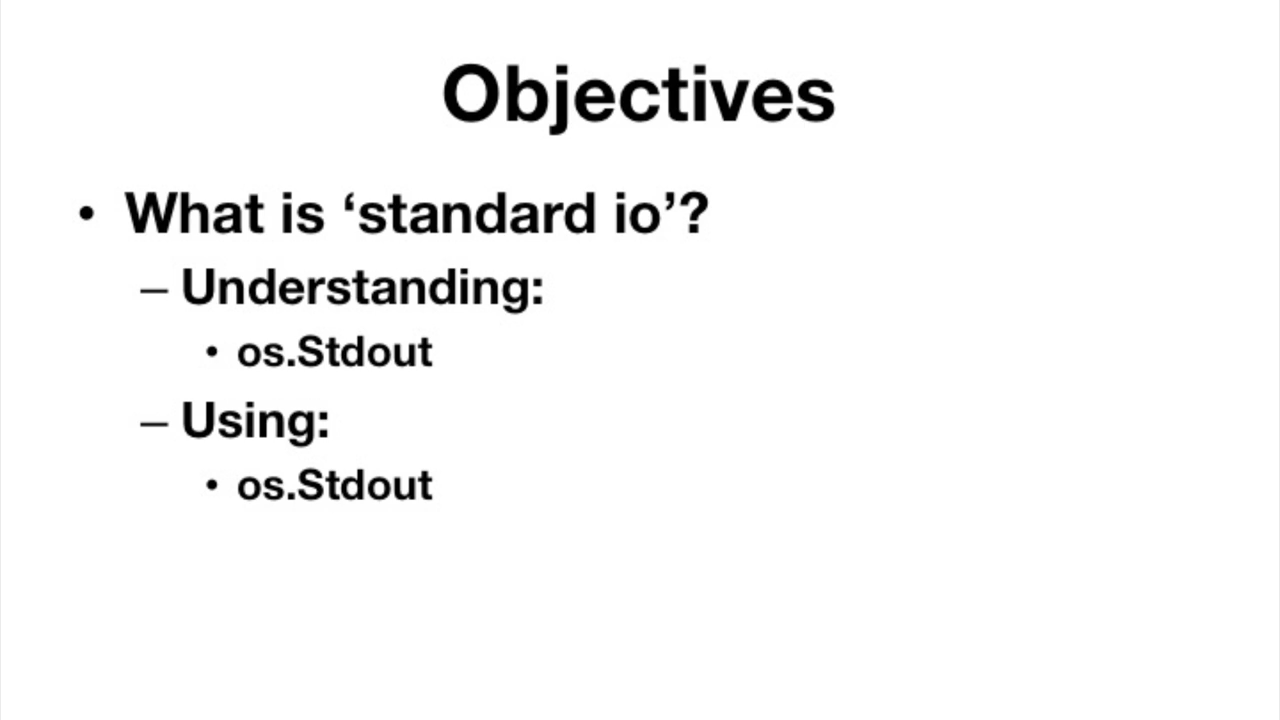 Objectives
• What is ‘standard io’?
– Understanding:
• os.Stdout
– Using:
• os.Stdout